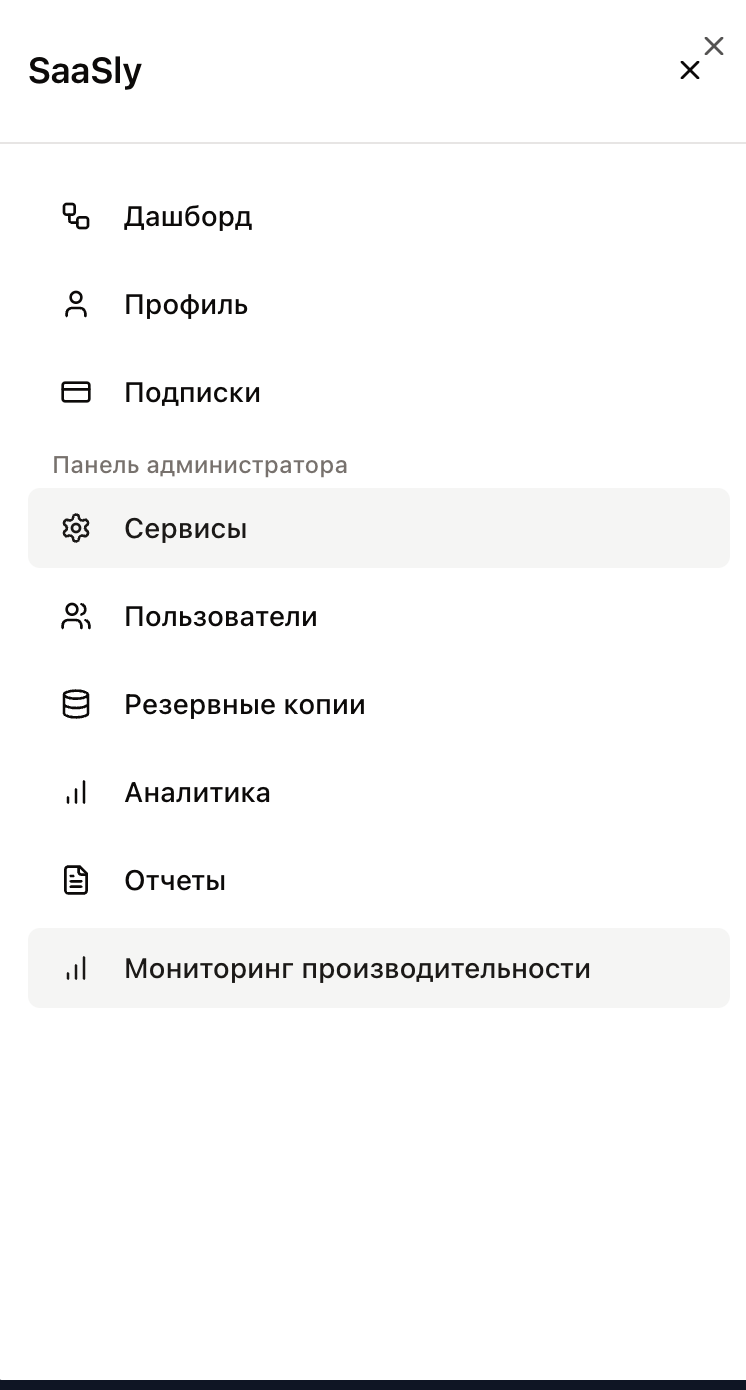 SaaSly
Дашборд
Профиль
Подписки
Панель администратора
Сервисы
Пользователи
Резервные копии
Аналитика
Отчеты
Мониторинг производительности